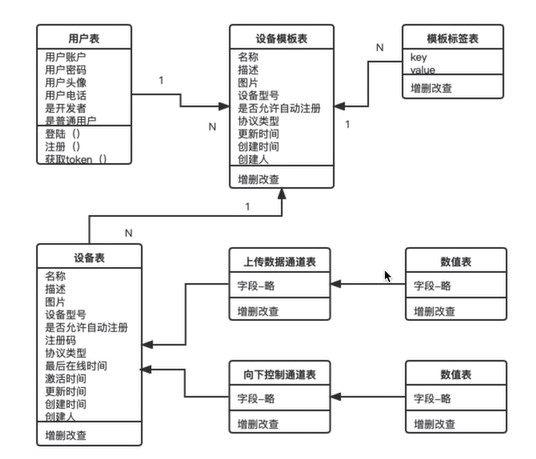 用户表
用户账户
用户密码
用户头像
用户电话
是开发者
是普通用户
登陆（）
注册（）
获取token（）
1
N
设备模板表
名称
描述
图片
设备型号
是否允许自动注册
协议类型
更新时间
创建时间
创建人
增删改查
N
1
模板标签表
key
value
增删改查
1
N
设备表
名称
描述
图片
设备型号
是否允许自动注册
注册码
协议类型
最后在线时间
激活时间
更新时间
创建时间
创建人
增删改查
上传数据通道表
字段-略
增删改查
数值表
字段-略
增删改查
向下控制通道表
字段-略
增删改查
数值表
字段-略
增删改查